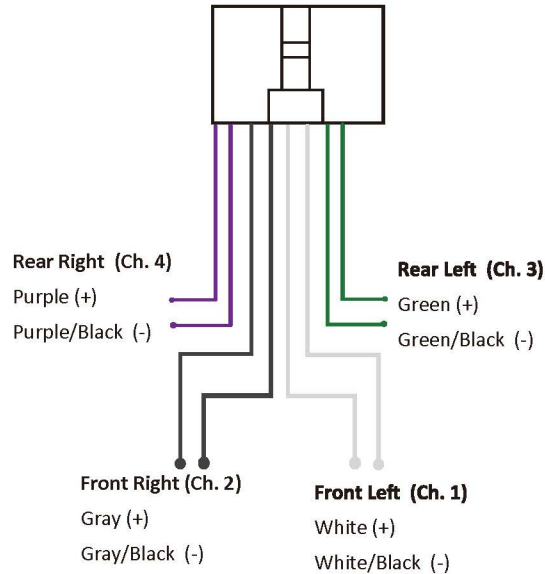 Rear Right (Ch. 4)
Purple (+)
Purple/Black (-)
Rear Left (Ch. 3)
Green (+)
Green/Black (-)
Front Right (Ch. 2)
Gray (+)
Gray/Black (-)
Front Left (Ch. 1)
White (+)
White/Black (-)